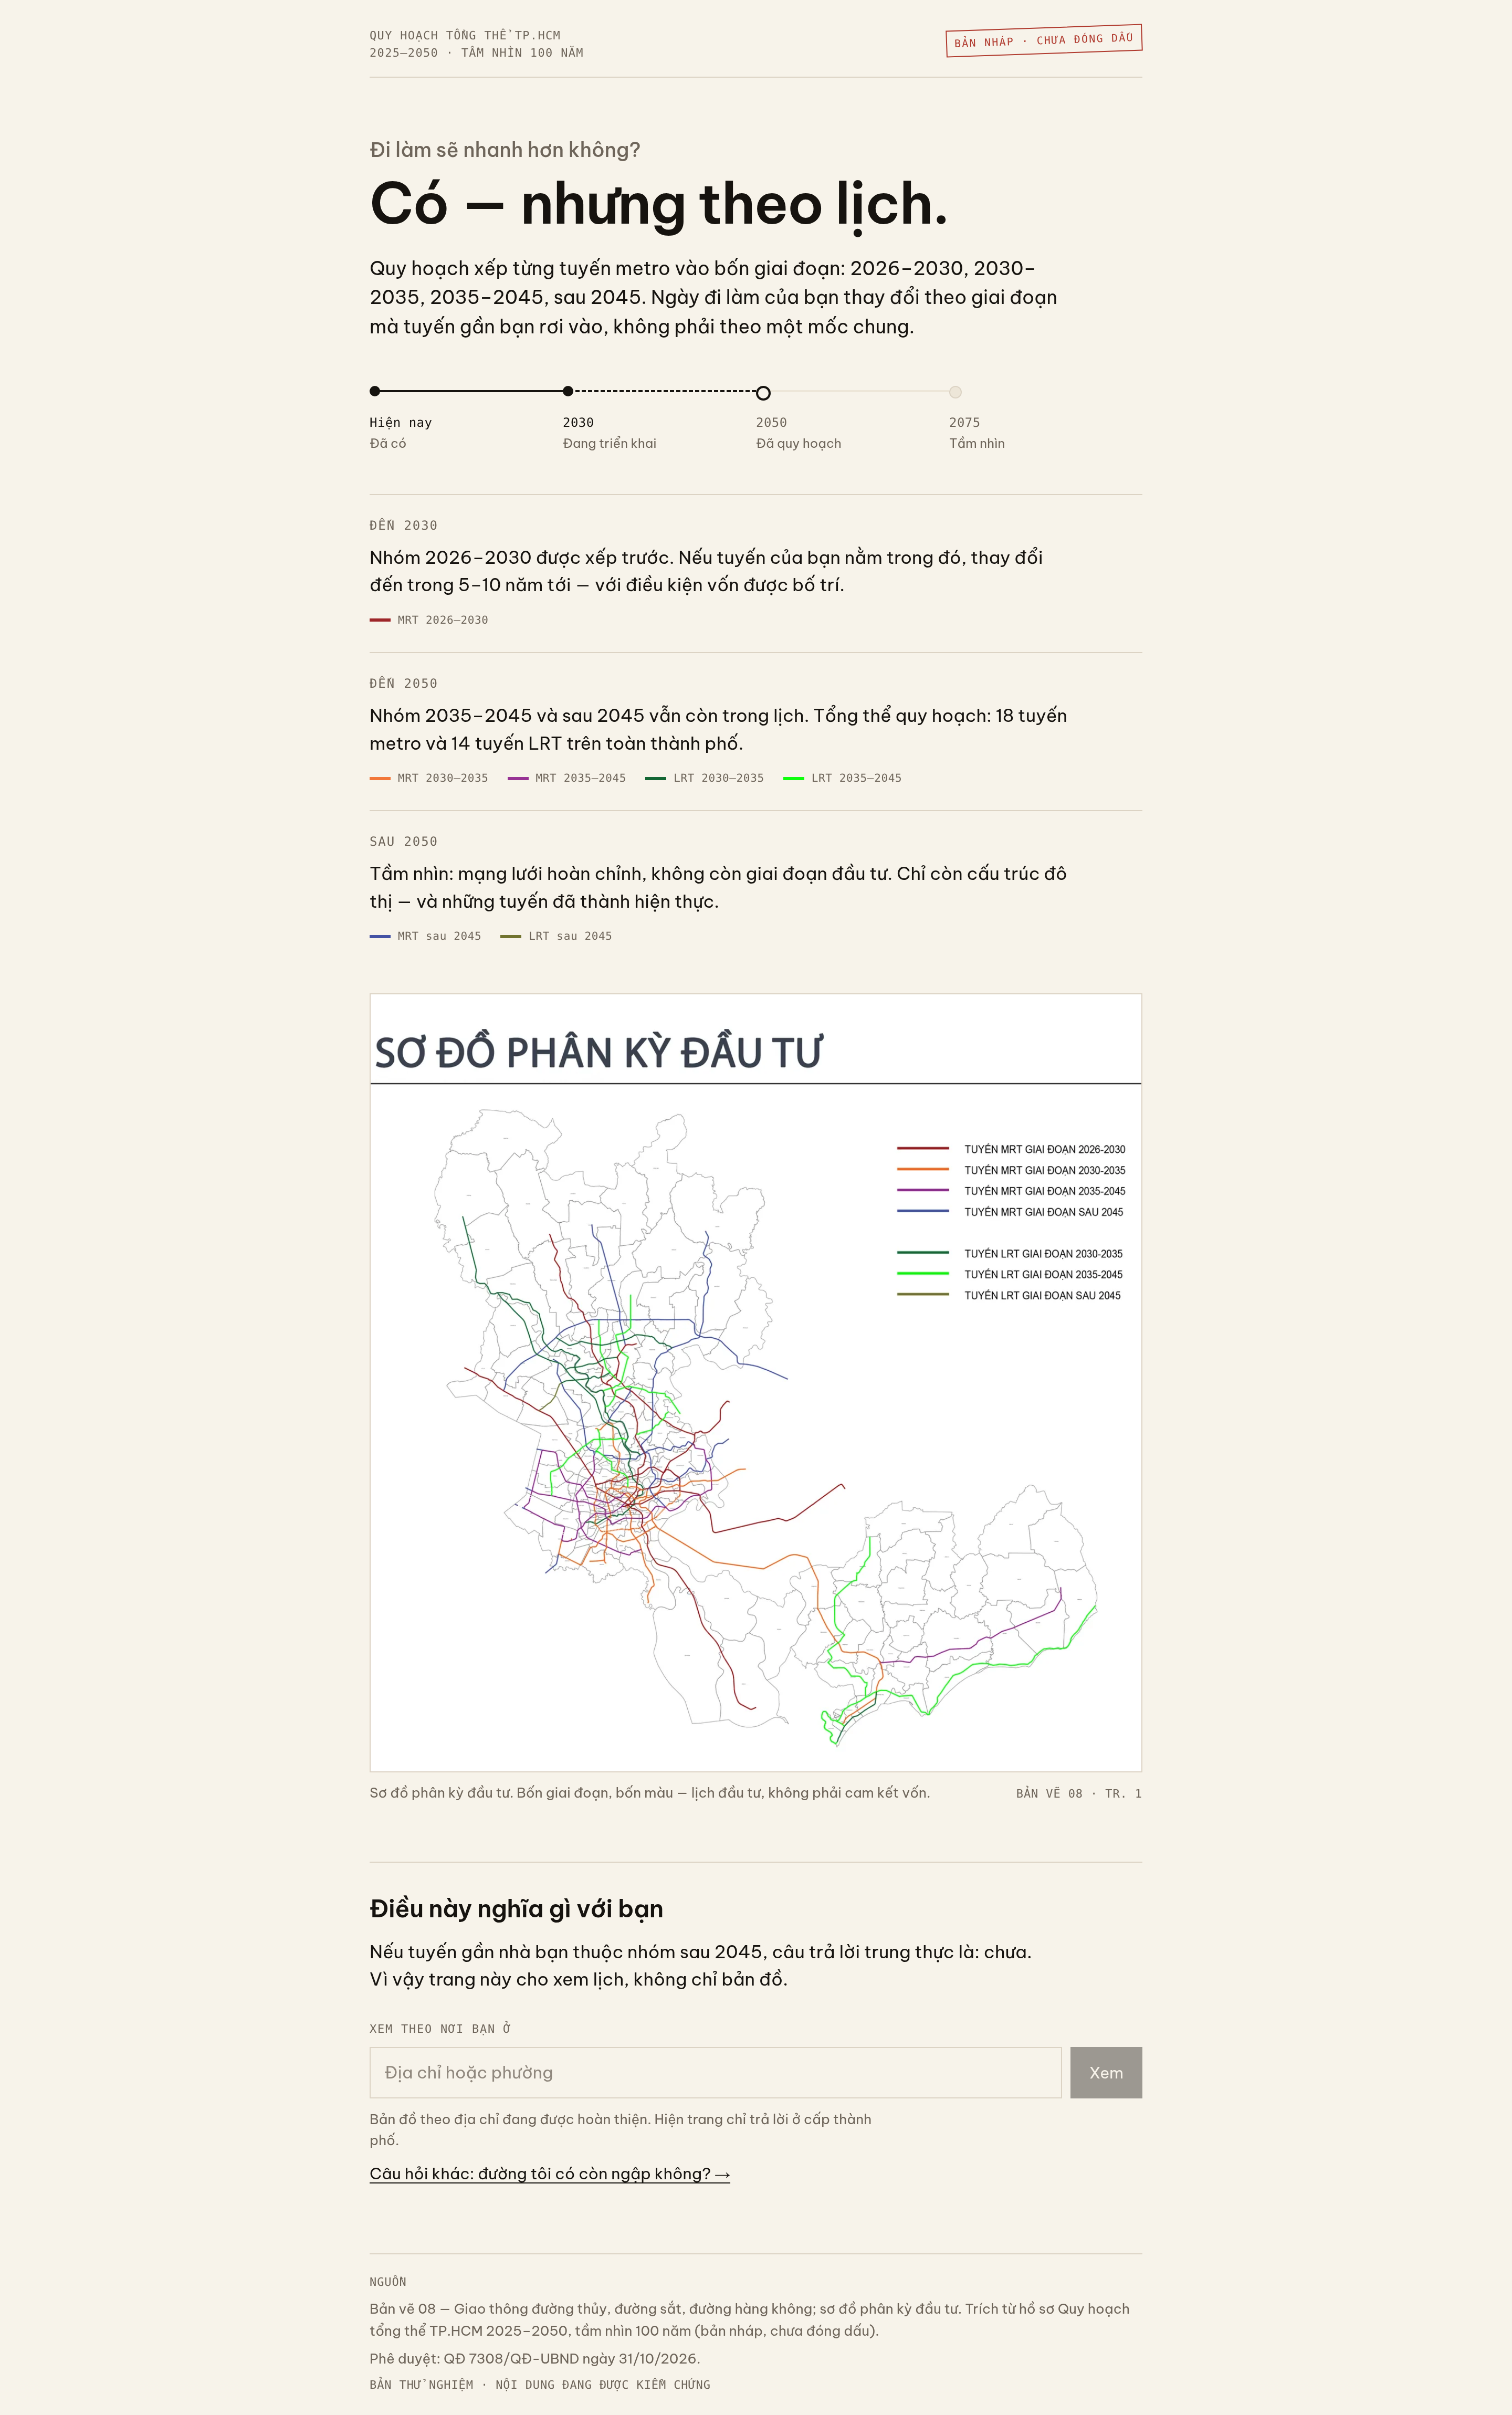 QUY HOẠCH TỔNG THỂ TP.HCM
2025–2050 · TẦM NHÌN 100 NĂM
BẢN NHÁP · CHƯA ĐÓNG DẤU
Đi làm sẽ nhanh hơn không?
Có — nhưng theo lịch.
Quy hoạch xếp từng tuyến metro vào bốn giai đoạn: 2026–2030, 2030–
2035, 2035–2045, sau 2045. Ngày đi làm của bạn thay đổi theo giai đoạn
mà tuyến gần bạn rơi vào, không phải theo một mốc chung.
Hiện nay
Đã có
2030
Đang triển khai
2050
Đã quy hoạch
2075
Tầm nhìn
ĐẾN 2030
Nhóm 2026–2030 được xếp trước. Nếu tuyến của bạn nằm trong đó, thay đổi
đến trong 5–10 năm tới — với điều kiện vốn được bố trí.
MRT 2026–2030
ĐẾN 2050
Nhóm 2035–2045 và sau 2045 vẫn còn trong lịch. Tổng thể quy hoạch: 18 tuyến
metro và 14 tuyến LRT trên toàn thành phố.
MRT 2030–2035 MRT 2035–2045 LRT 2030–2035 LRT 2035–2045
SAU 2050
Tầm nhìn: mạng lưới hoàn chỉnh, không còn giai đoạn đầu tư. Chỉ còn cấu trúc đô
thị — và những tuyến đã thành hiện thực.
MRT sau 2045 LRT sau 2045
SƠ ĐỒ PHÂN KỲ ĐẦU TƯ
TUYẾN MRT GIAI ĐOẠN 2026-2030
TUYẾN MRT GIAI ĐOẠN 2030-2035
TUYẾN MRT GIAI ĐOẠN 2035-2045
TUYẾN MRT GIAI ĐOẠN SAU 2045
TUYẾN LRT GIAI ĐOẠN 2030-2035
TUYẾN LRT GIAI ĐOẠN 2035-2045
TUYẾN LRT GIAI ĐOẠN SAU 2045
Sơ đồ phân kỳ đầu tư. Bốn giai đoạn, bốn màu — lịch đầu tư, không phải cam kết vốn.
BẢN VẼ 08 · TR. 1
Điều này nghĩa gì với bạn
Nếu tuyến gần nhà bạn thuộc nhóm sau 2045, câu trả lời trung thực là: chưa.
Vì vậy trang này cho xem lịch, không chỉ bản đồ.
XEM THEO NƠI BẠN Ở
Địa chỉ hoặc phường
Xem
Bản đồ theo địa chỉ đang được hoàn thiện. Hiện trang chỉ trả lời ở cấp thành
phố.
Câu hỏi khác: đường tôi có còn ngập không? →
NGUỒN
Bản vẽ 08 — Giao thông đường thủy, đường sắt, đường hàng không; sơ đồ phân kỳ đầu tư. Trích từ hồ sơ Quy hoạch
tổng thể TP.HCM 2025–2050, tầm nhìn 100 năm (bản nháp, chưa đóng dấu).
Phê duyệt: QĐ 7308/QĐ-UBND ngày 31/10/2026.
BẢN THỬ NGHIỆM · NỘI DUNG ĐANG ĐƯỢC KIỂM CHỨNG